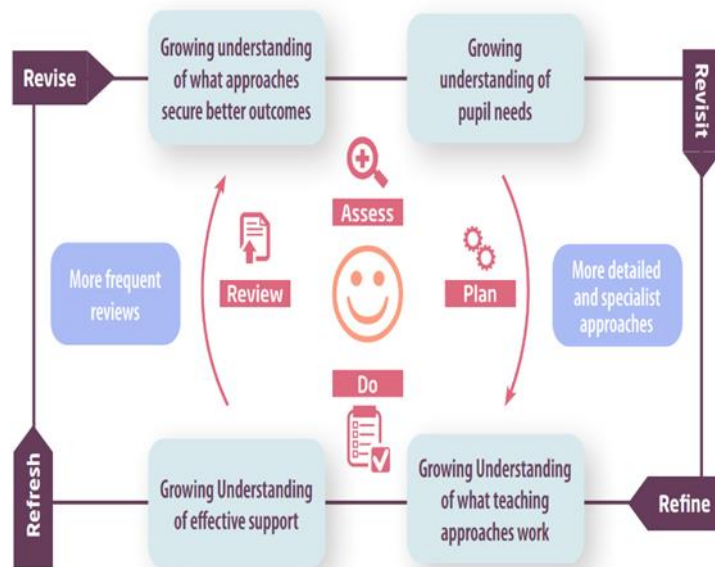 Revise
Growing understanding
of what approaches
secure better outcomes
Growing
understanding of
pupil needs
Revisit
Assess
More frequent
reviews
Review
Plan
More detailed
and specialist
approaches
Do
Refresh
Growing Understanding
of effective support
Growing Understanding
of what teaching
approaches work
Refine